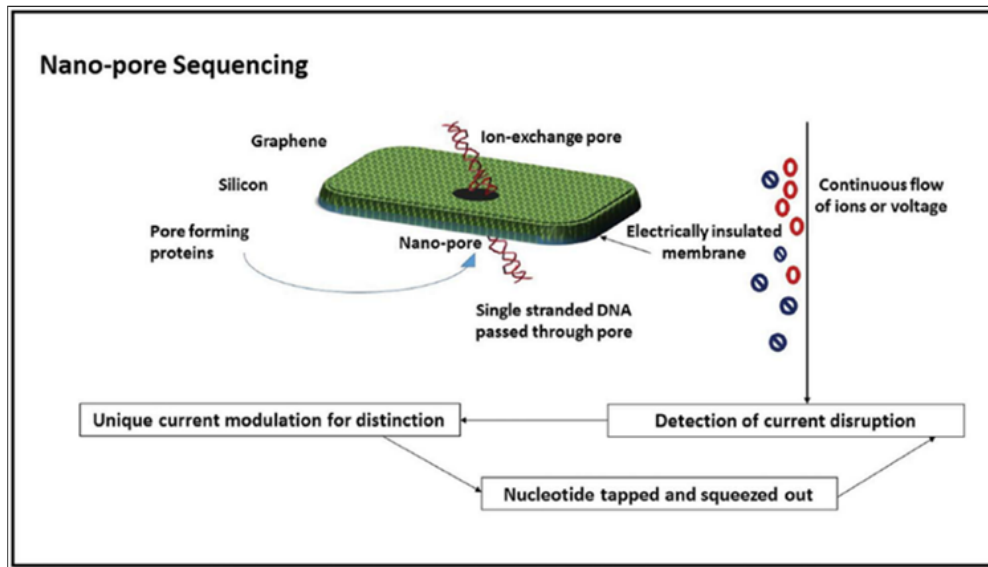 Nano-pore Sequencing
Graphene
Ion-exchange pore
Silicon
Continuous flow
of ions or voltage
Pore forming
proteins
Nano-pore
Electrically insulated
membrane
Single stranded DNA
passed through pore
Unique current modulation for distinction
Detection of current disruption
Nucleotide tapped and squeezed out